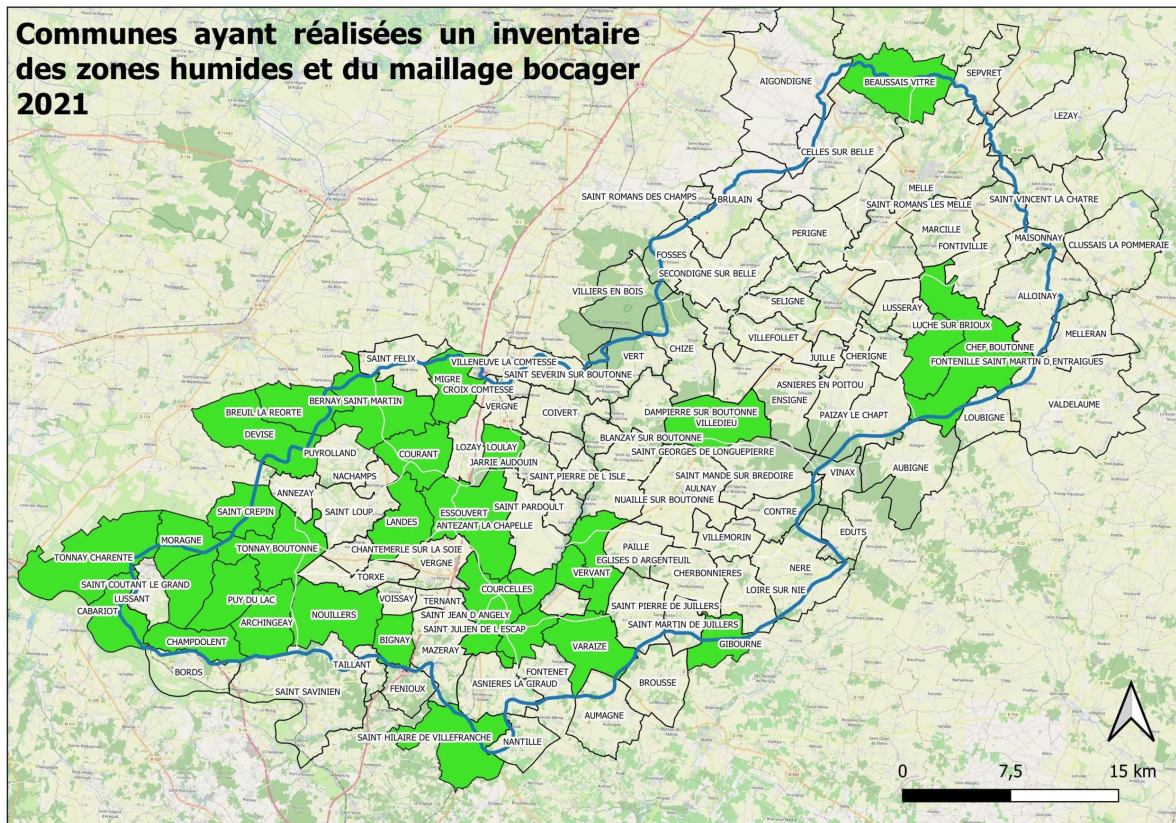 Communes ayant réalisées un inventaire
des zones humides et du maillage bocager
2021
AIGONDIGNE
BEAUSSAIS VITRE
SEPVRET
LEZAY
CELLES SUR BELLE
SAINT ROMANS DES CHAMPS
BRULAIN
MELLE
SAINT ROMANS LES MELLE
SAINT VINCENT LA CHATRE
PERIGNE
MARCILLE
FONTIVILLIE
MAISONNAY
CLUSSAIS LA POMMERAIE
FOSSES
SECONDIGNE SUR BELLE
VILLIERS EN BOIS
SELIGNE
LUSSERAY
ALLOINAY
LUCHE SUR BRIOUX
MELLERAN
VILLEFOLLET
CHEF BOUTONNE
SAINT FELIX
VILLENEUVE LA COMTESSE
VERT
CHIZE
JUILLE
CHERIGNE
FONTENILLE SAINT MARTIN D ENTRAIGUES
SAINT SEVERIN SUR BOUTONNE
MIGRE
CROIX COMTESSE
ASNIERES EN POITOU
ENSIGNE
BERNAY SAINT MARTIN
VERGNE
COIVERT
DAMPIERRE SUR BOUTONNE
VILLEDIEU
PAIZAY LE CHAPT
LOUBIGNE
VALDELAUME
BREUIL LA REORTE
DEVISE
BLANZAY SUR BOUTONNE
PUYROLLAND
COURANT
LOZAY
LOULAY
SAINT GEORGES DE LONGUEPIERRE
JARRIE AUDOUIN
AUBIGNE
NACHAMPS
SAINT PIERRE DE L ISLE
SAINT MANDE SUR BREDOIRE
VINAX
AULNAY
ANNEZAY
NUAILLE SUR BOUTONNE
SAINT CREPIN
SAINT LOUP
LANDES
ESSOUVERT
SAINT PARDOULT
CONTRE
ANTEZANT LA CHAPELLE
EDUTS
MORAGNE
VILLEMORIN
TONNAY BOUTONNE
CHANTEMERLE SUR LA SOIE
PAILLE
TONNAY CHARENTE
VERGNE
EGLISES D ARGENTEUIL
NERE
VERVANT
CHERBONNIERES
TORXE
SAINT COUTANT LE GRAND
COURCELLES
LOIRE SUR NIE
LUSSANT
PUY DU LAC
VOISSAY
TERNANT
CABARIOT
NOUILLERS
SAINT JEAN D ANGELY
SAINT PIERRE DE JUILLERS
ARCHINGEAY
SAINT JULIEN DE L ESCAP
SAINT MARTIN DE JUILLERS
CHAMPDOLENT
BIGNAY
MAZERAY
VARAIZE
GIBOURNE
TAILLANT
BORDS
FONTENET
ASNIERES LA GIRAUD
BROUSSE
SAINT SAVINIEN
FENIOUX
AUMAGNE
SAINT HILAIRE DE VILLEFRANCHE
NANTILLE
0 7,5 15 km